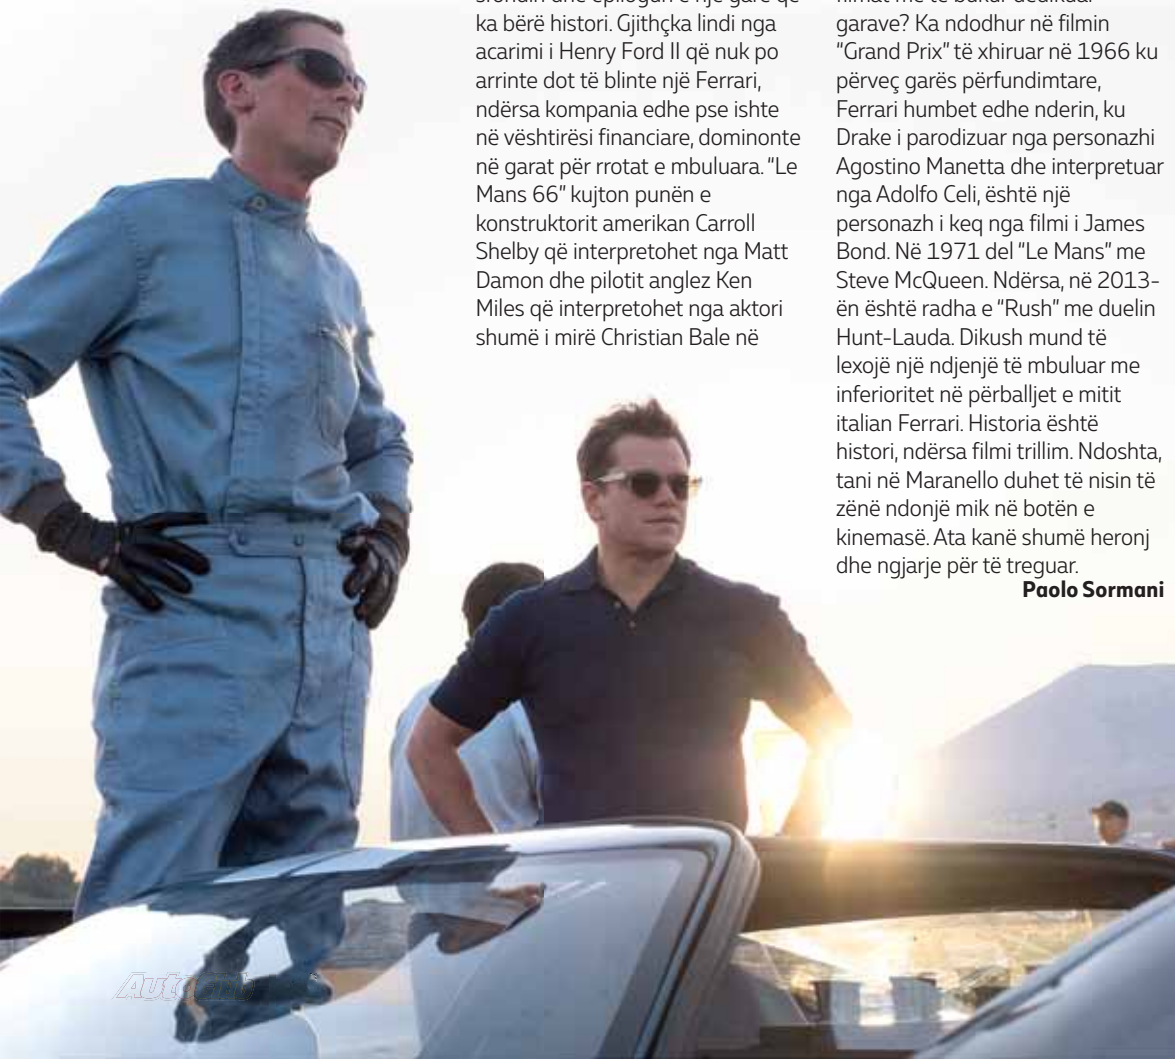 ka bërë histori. Gjithçka lindi nga
acarimi i Henry Ford II që nuk po
arrinte dot të blinte një Ferrari,
ndërsa kompania edhe pse ishte
në vështirësi financiare, dominonte
në garat për rrotat e mbuluara. “Le
Mans 66” kujton punën e
konstruktorit amerikan Carroll
Shelby që interpretohet nga Matt
Damon dhe pilotit anglez Ken
Miles që interpretohet nga aktori
shumë i mirë Christian Bale në
garave? Ka ndodhur në filmin
“Grand Prix” të xhiruar në 1966 ku
përveç garës përfundimtare,
Ferrari humbet edhe nderin, ku
Drake i parodizuar nga personazhi
Agostino Manetta dhe interpretuar
nga Adolfo Celi, është një
personazh i keq nga filmi i James
Bond. Në 1971 del “Le Mans” me
Steve McQueen. Ndërsa, në 2013-
ën është radha e “Rush” me duelin
Hunt-Lauda. Dikush mund të
lexojë një ndjenjë të mbuluar me
inferioritet në përballjet e mitit
italian Ferrari. Historia është
histori, ndërsa filmi trillim. Ndoshta,
tani në Maranello duhet të nisin të
zënë ndonjë mik në botën e
kinemasë. Ata kanë shumë heronj
dhe ngjarje për të treguar.
Paolo Sormani